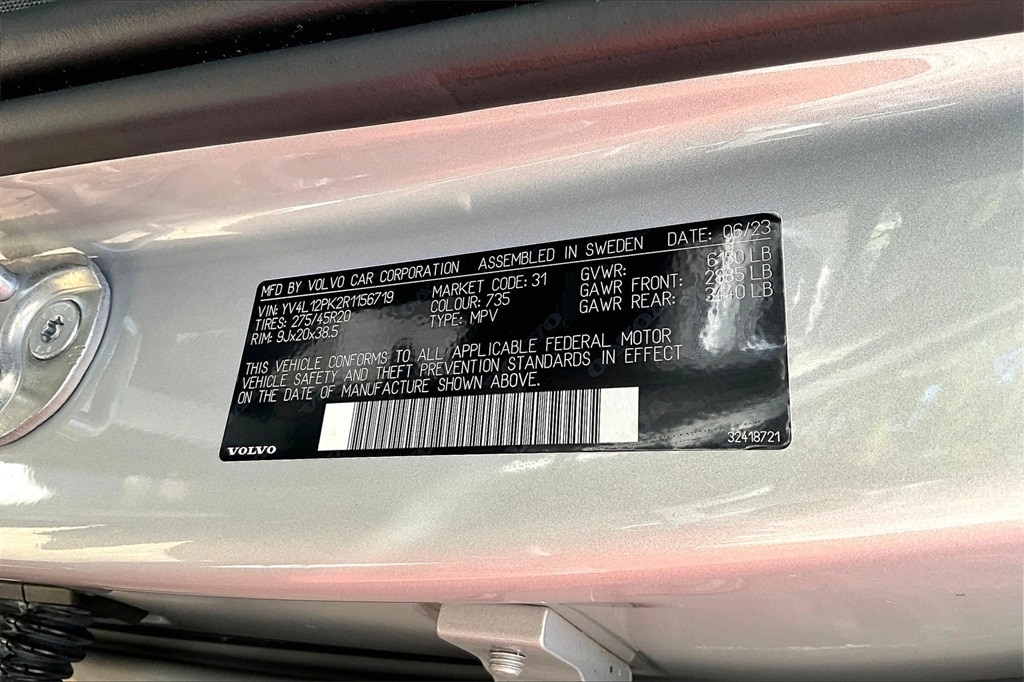 MFD BY VOLVO CAR CORPORATION ASSEMBLED IN SWEDEN DATE: 06/23
VIN: YV4L12PK2R1156719 MARKET CODE: 31 GVWR: 6150 LB
TIRES: 275/45R20 COLOUR: 735 GAWR FRONT: 2885 LB
RIM: 9Jx20x38.5 TYPE: MPV GAWR REAR: 3440 LB
THIS VEHICLE CONFORMS TO ALL APPLICABLE FEDERAL MOTOR
VEHICLE SAFETY AND THEFT PREVENTION STANDARDS IN EFFECT
ON THE DATE OF MANUFACTURE SHOWN ABOVE.
VOLVO 32418721